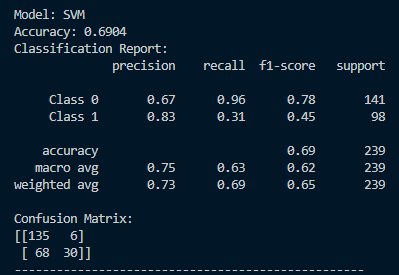 Model: SVM
Accuracy: 0.6904
Classification Report:
              precision    recall  f1-score   support

     Class 0       0.67      0.96      0.78       141
     Class 1       0.83      0.31      0.45        98

    accuracy                           0.69       239
   macro avg       0.75      0.63      0.62       239
weighted avg       0.73      0.69      0.65       239

Confusion Matrix:
[[135   6]
 [ 68  30]]
--------------------------------------------------